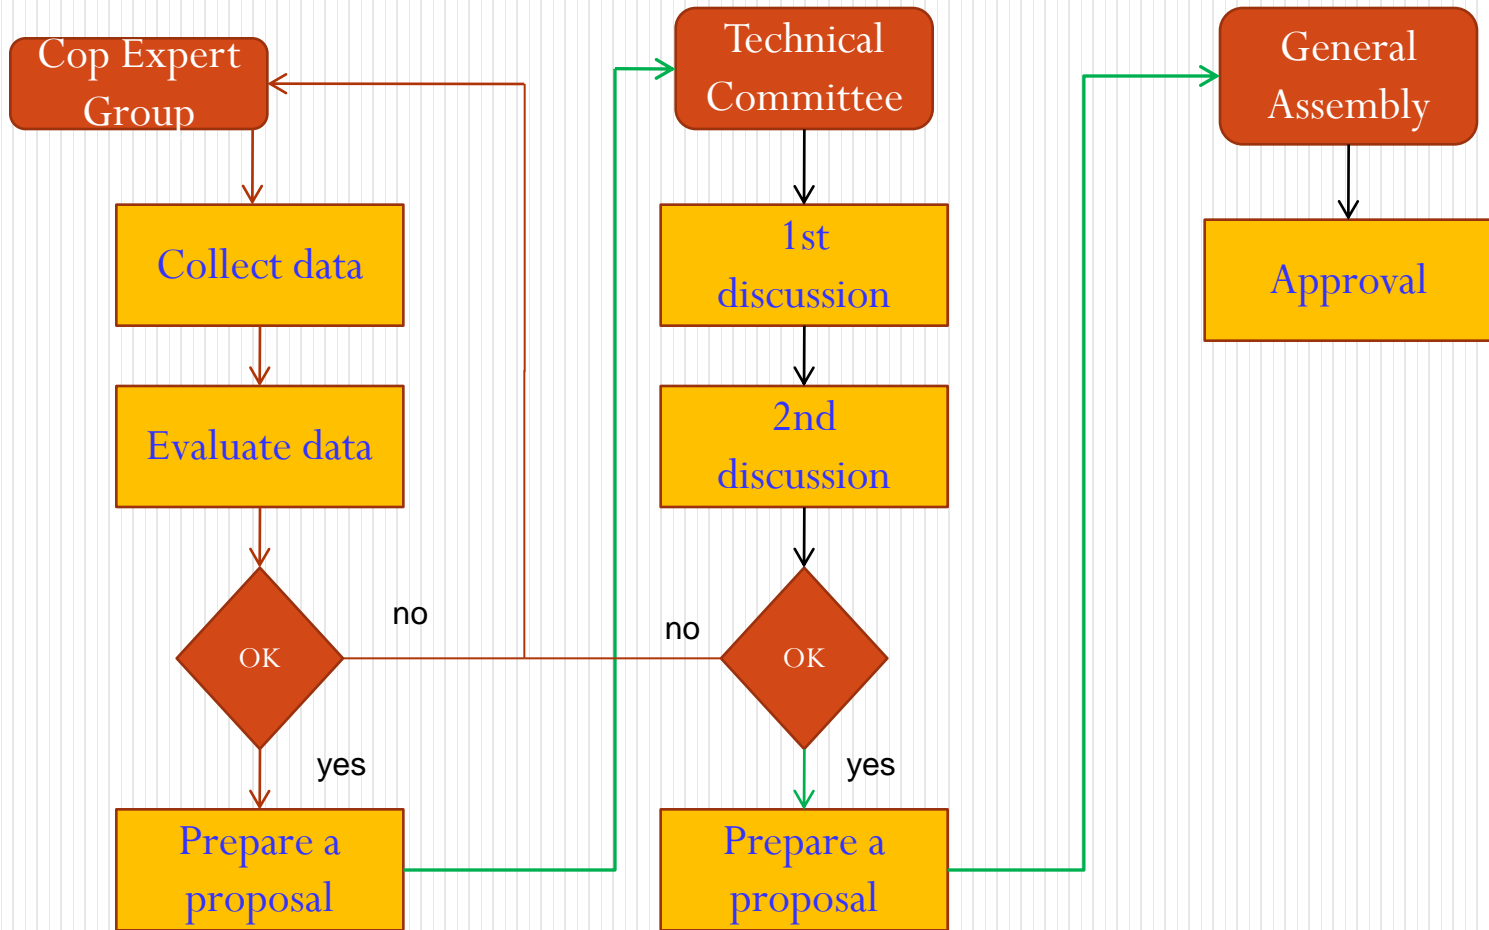 Cop Expert
Group
Collect data
Evaluate data
OK
no
yes
Prepare a
proposal
Technical
Committee
1st
discussion
2nd
discussion
no
OK
yes
Prepare a
proposal
General
Assembly
Approval